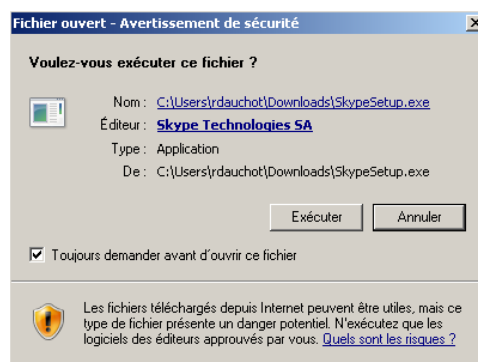 Fichier ouvert - Avertissement de sécurité
Voulez-vous exécuter ce fichier ?
Nom : C:\Users\rdauchot\Downloads\SkypeSetup.exe
Éditeur : Skype Technologies SA
Type : Application
De : C:\Users\rdauchot\Downloads\SkypeSetup.exe
Exécuter Annuler
Toujours demander avant d'ouvrir ce fichier
Les fichiers téléchargés depuis Internet peuvent être utiles, mais ce
type de fichier présente un danger potentiel. N'exécutez que les
logiciels des éditeurs approuvés par vous. Quels sont les risques ?